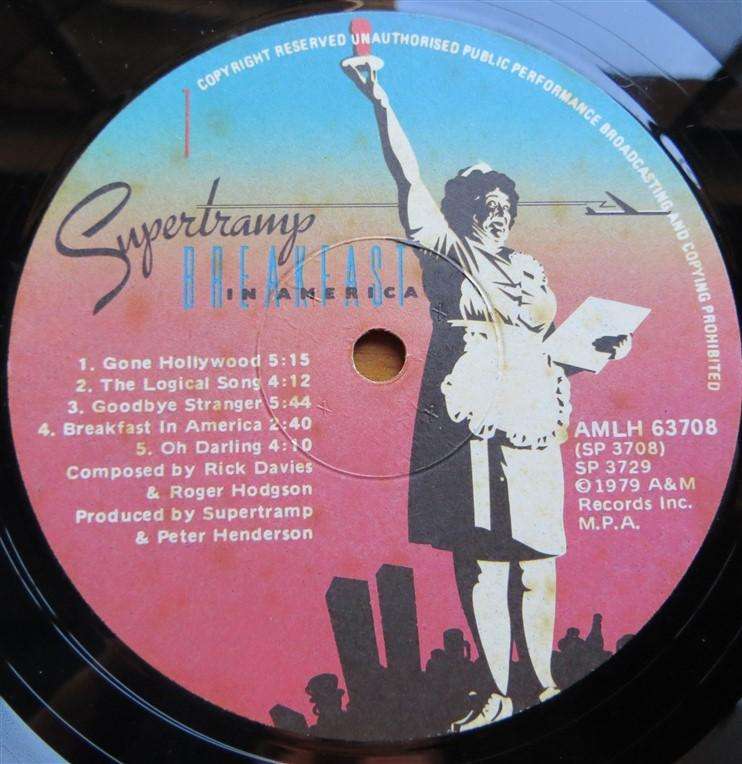 COPYRIGHT RESERVED UNAUTHORISED PUBLIC PERFORMANCE BROADCASTING AND COPYING PROHIBITED
1
Supertramp
BREAKFAST
IN AMERICA
1. Gone Hollywood 5:15
2. The Logical Song 4:12
3. Goodbye Stranger 5:44
4. Breakfast In America 2:40
5. Oh Darling 4:10
Composed by Rick Davies
& Roger Hodgson
Produced by Supertramp
& Peter Henderson
AMLH 63708
(SP 3708)
SP 3729
©1979 A&M
Records Inc.
M.P.A.